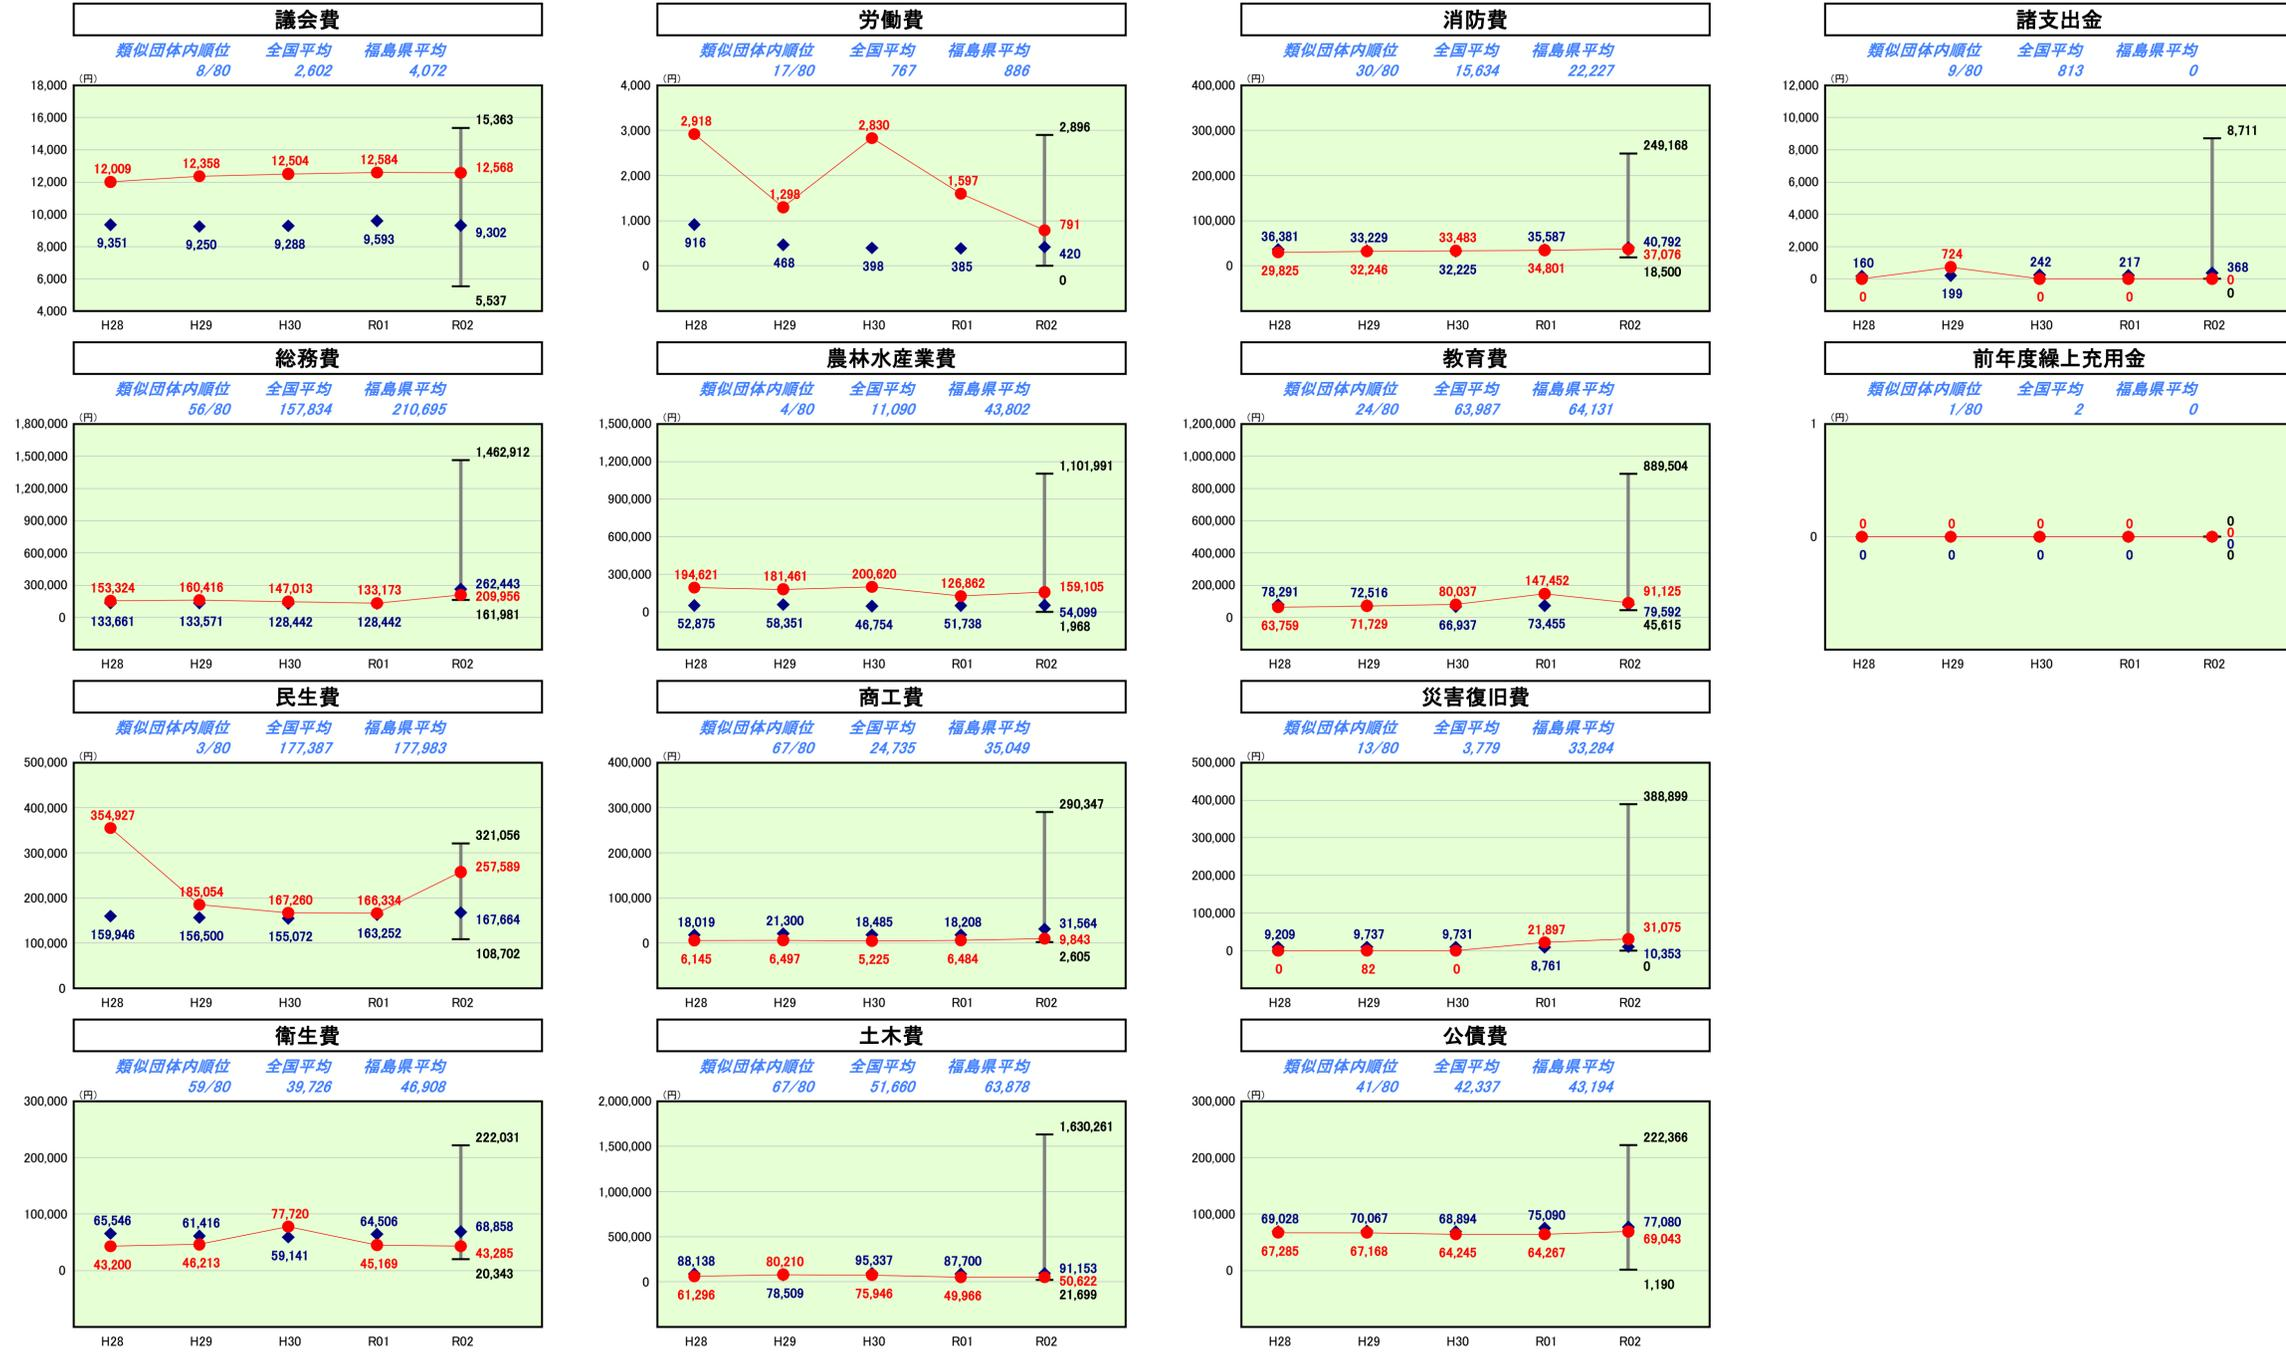 議会費
類似団体内順位 全国平均 福島県平均
8/80 2,602 4,072
(円)
18,000
16,000
14,000
12,000
10,000
8,000
6,000
4,000
15,363
12,009 12,358 12,504 12,584 12,568
9,351 9,250 9,288 9,593 9,302
5,537
H28 H29 H30 R01 R02
労働費
類似団体内順位 全国平均 福島県平均
17/80 767 886
(円)
4,000
3,000
2,000
1,000
0
2,918 1,298 2,830 1,597 791
2,896
916 468 398 385 420
0
H28 H29 H30 R01 R02
消防費
類似団体内順位 全国平均 福島県平均
30/80 15,634 22,227
(円)
400,000
300,000
200,000
100,000
0
249,168
36,381 33,229 33,483 35,587 40,792
29,825 32,246 32,225 34,801 37,076
18,500
H28 H29 H30 R01 R02
諸支出金
類似団体内順位 全国平均 福島県平均
9/80 813 0
(円)
12,000
10,000
8,000
6,000
4,000
2,000
0
8,711
160 724 242 217 368
0 199 0 0 0
0
H28 H29 H30 R01 R02
総務費
類似団体内順位 全国平均 福島県平均
56/80 157,834 210,695
(円)
1,800,000
1,500,000
1,200,000
900,000
600,000
300,000
0
1,462,912
153,324 160,416 147,013 133,173 262,443
209,956
133,661 133,571 128,442 128,442 161,981
H28 H29 H30 R01 R02
農林水産業費
類似団体内順位 全国平均 福島県平均
4/80 11,090 43,802
(円)
1,500,000
1,200,000
900,000
600,000
300,000
0
1,101,991
194,621 181,461 200,620 126,862 159,105
52,875 58,351 46,754 51,738 54,099
1,968
H28 H29 H30 R01 R02
教育費
類似団体内順位 全国平均 福島県平均
24/80 63,987 64,131
(円)
1,200,000
1,000,000
800,000
600,000
400,000
200,000
0
889,504
78,291 72,516 80,037 147,452 91,125
63,759 71,729 66,937 73,455 79,592
45,615
H28 H29 H30 R01 R02
前年度繰上充用金
類似団体内順位 全国平均 福島県平均
1/80 2 0
(円)
1
0
0 0 0 0 0
0
0 0 0 0 0
0
H28 H29 H30 R01 R02
民生費
類似団体内順位 全国平均 福島県平均
3/80 177,387 177,983
(円)
500,000
400,000
300,000
200,000
100,000
0
354,927 185,054 167,260 166,334 257,589
321,056
159,946 156,500 155,072 163,252 167,664
108,702
H28 H29 H30 R01 R02
商工費
類似団体内順位 全国平均 福島県平均
67/80 24,735 35,049
(円)
400,000
300,000
200,000
100,000
0
290,347
18,019 21,300 18,485 18,208 31,564
6,145 6,497 5,225 6,484 9,843
2,605
H28 H29 H30 R01 R02
災害復旧費
類似団体内順位 全国平均 福島県平均
13/80 3,779 33,284
(円)
500,000
400,000
300,000
200,000
100,000
0
388,899
9,209 9,737 9,731 21,897 31,075
0 82 0 8,761 10,353
0
H28 H29 H30 R01 R02
衛生費
類似団体内順位 全国平均 福島県平均
59/80 39,726 46,908
(円)
300,000
200,000
100,000
0
222,031
65,546 61,416 77,720 64,506 68,858
43,200 46,213 59,141 45,169 43,285
20,343
H28 H29 H30 R01 R02
土木費
類似団体内順位 全国平均 福島県平均
67/80 51,660 63,878
(円)
2,000,000
1,500,000
1,000,000
500,000
0
1,630,261
88,138 80,210 95,337 87,700 91,153
50,622
61,296 78,509 75,946 49,966 21,699
H28 H29 H30 R01 R02
公債費
類似団体内順位 全国平均 福島県平均
41/80 42,337 43,194
(円)
300,000
200,000
100,000
0
222,366
69,028 70,067 68,894 75,090 77,080
67,285 67,168 64,245 64,267 69,043
1,190
H28 H29 H30 R01 R02